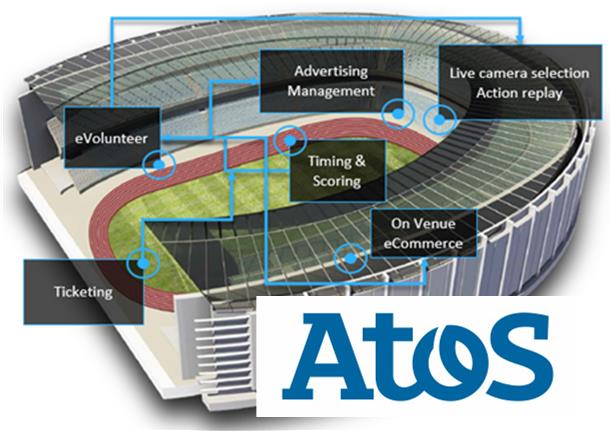 Advertising
Management
Live camera selection
Action replay
eVolunteer
Timing &
Scoring
On Venue
eCommerce
Ticketing
Atos